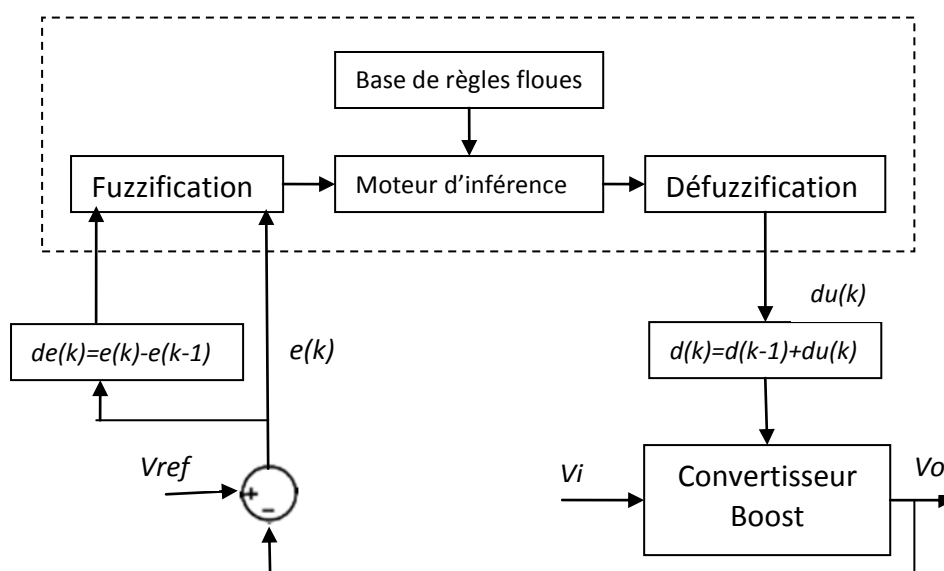 Base de règles floues
Fuzzification
Moteur d’inférence
Défuzzification
du(k)
de(k)=e(k)-e(k-1)
e(k)
d(k)=d(k-1)+du(k)
Vref
+
-
Vi
Convertisseur
Boost
Vo